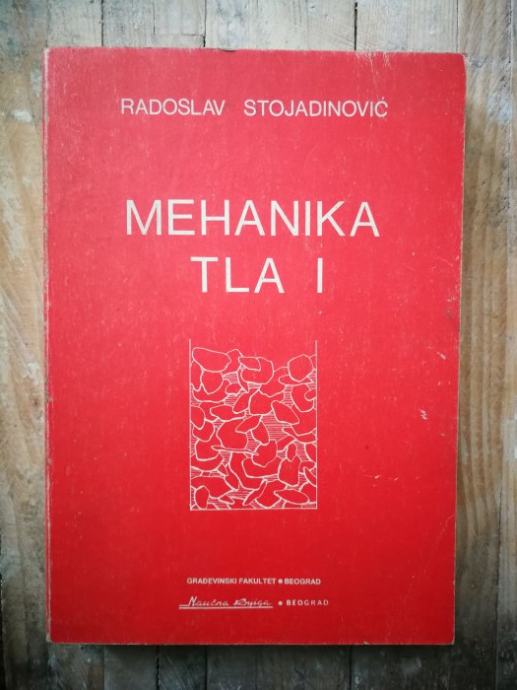 RADOSLAV STOJADINOVIĆ
MEHANIKA
TLA I
GRAĐEVINSKI FAKULTET ● BEOGRAD
Naučna Knjiga ● BEOGRAD